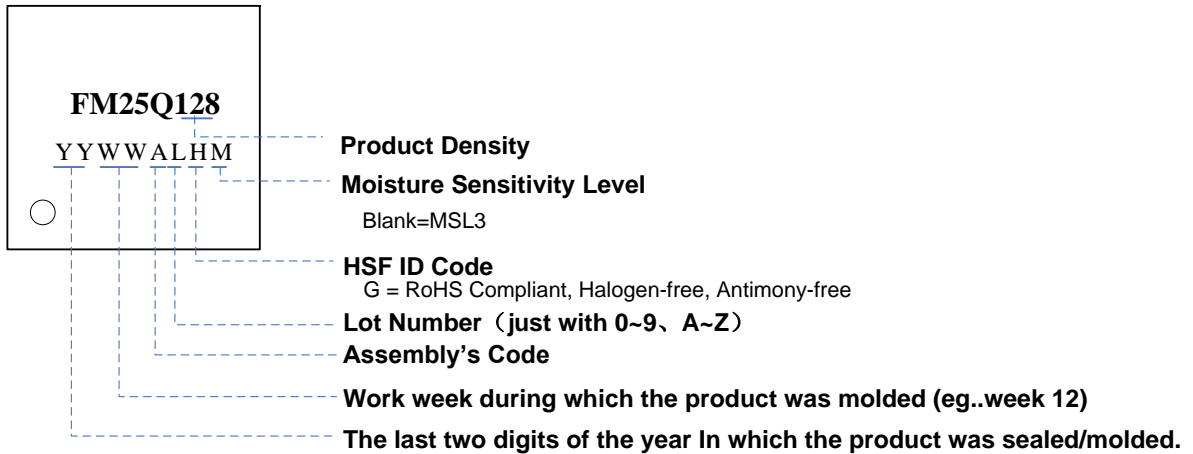 FM25Q128
YYWWALHM
Product Density
Moisture Sensitivity Level
Blank=MSL3
HSF ID Code
G = RoHS Compliant, Halogen-free, Antimony-free
Lot Number（just with 0~9、A~Z）
Assembly's Code
Work week during which the product was molded (eg..week 12)
The last two digits of the year In which the product was sealed/molded.